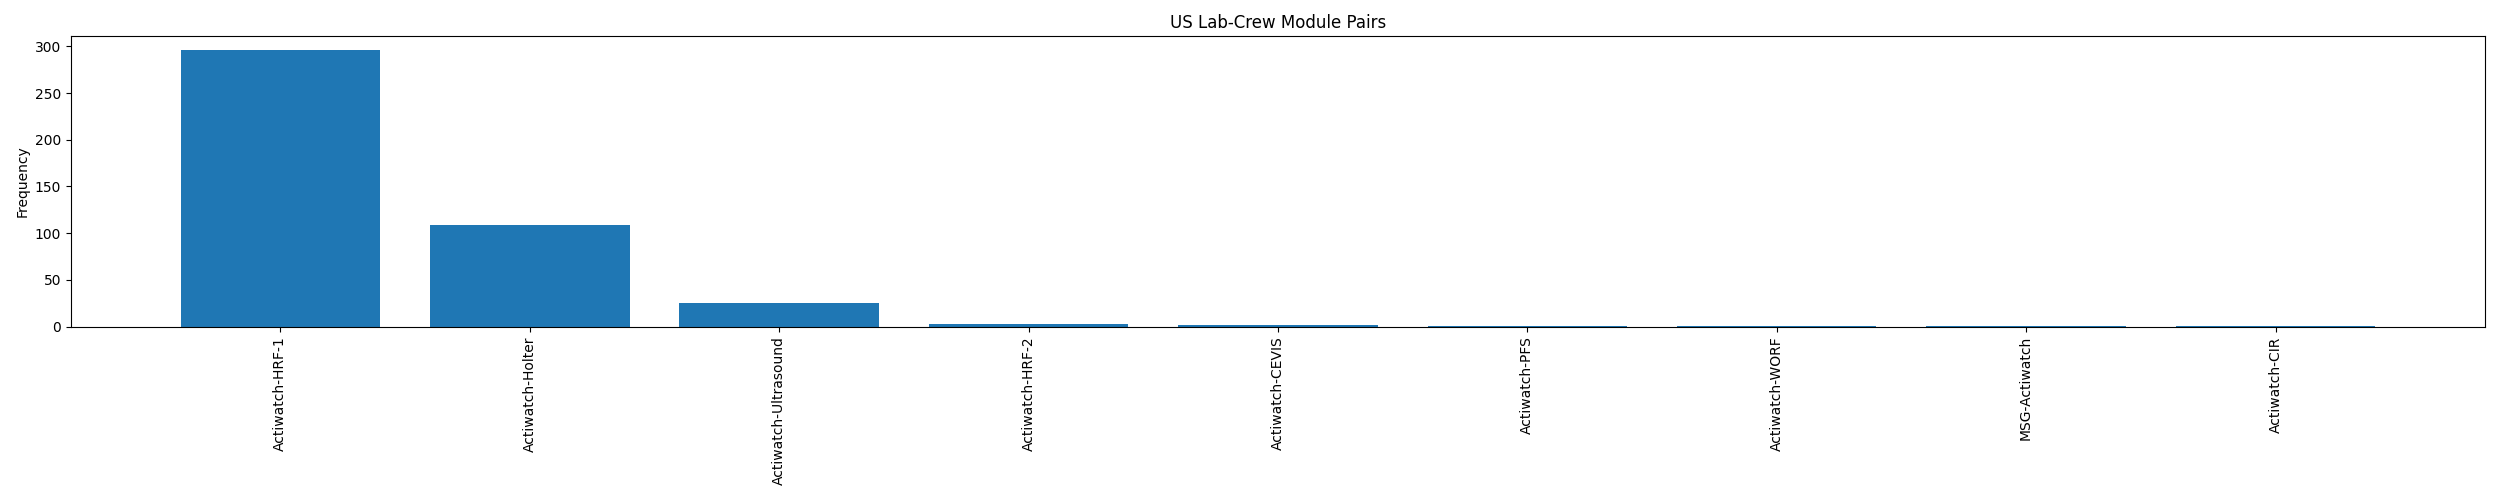 US Lab-Crew Module Pairs
Frequency
300
250
200
150
100
50
0
Actiwatch-HRF-1
Actiwatch-Holter
Actiwatch-Ultrasound
Actiwatch-HRF-2
Actiwatch-CEVIS
Actiwatch-PFS
Actiwatch-WORF
MSG-Actiwatch
Actiwatch-CIR